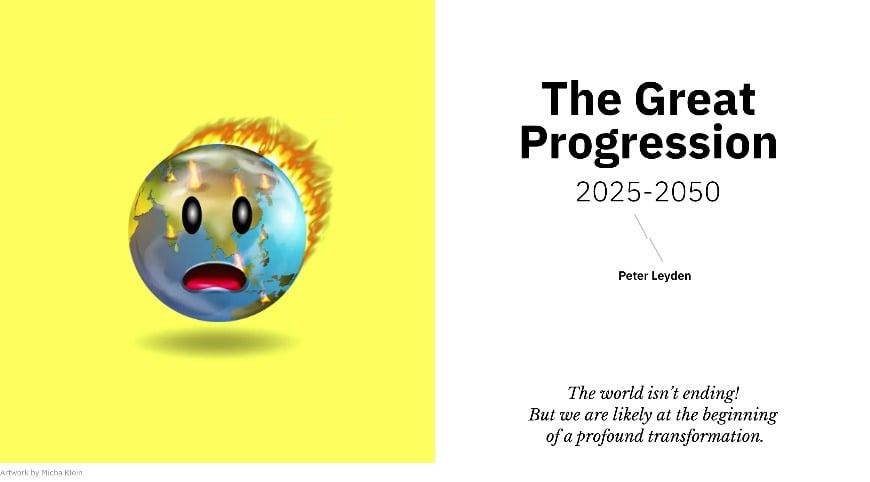 The Great
Progression
2025-2050
Peter Leyden
The world isn’t ending!
But we are likely at the beginning
of a profound transformation.
Artwork by Micha Klein